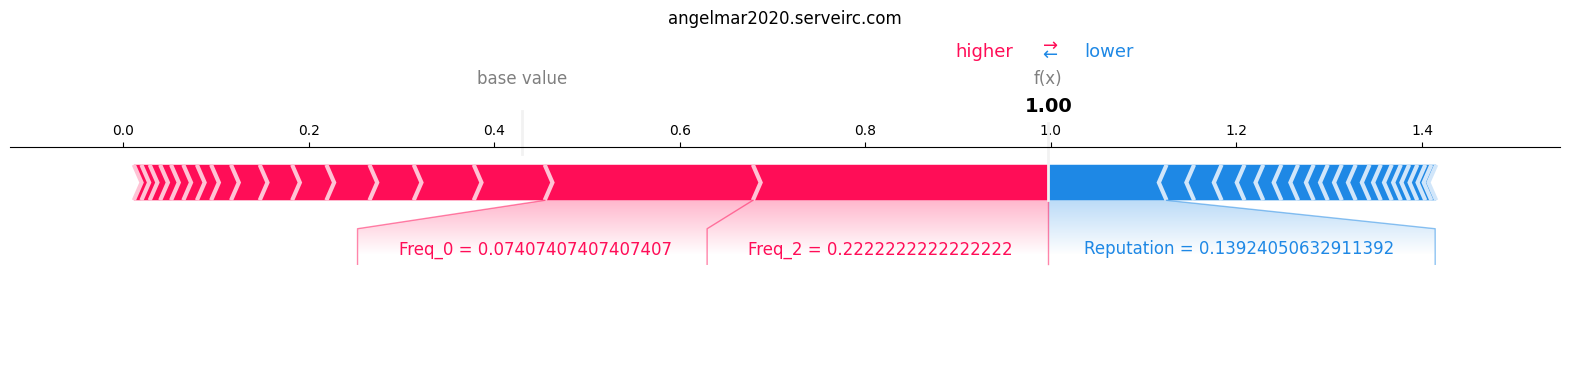 angelmar2020.serveirc.com
higher → ← lower
base value f(x)
1.00
0.0 0.2 0.4 0.6 0.8 1.0 1.2 1.4
Freq_0 = 0.07407407407407407 Freq_2 = 0.2222222222222222 Reputation = 0.13924050632911392